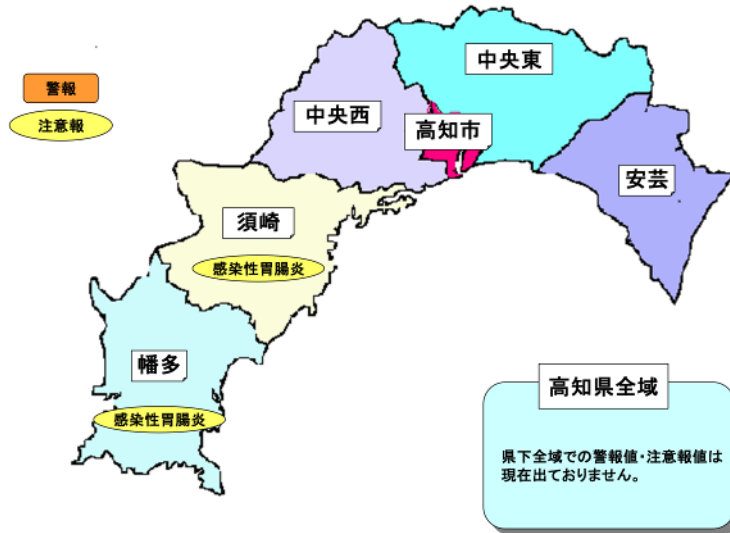 警報
注意報
中央東
中央西
高知市
安芸
須崎
感染性胃腸炎
幡多
感染性胃腸炎
高知県全域
県下全域での警報値・注意報値は
現在出ておりません。